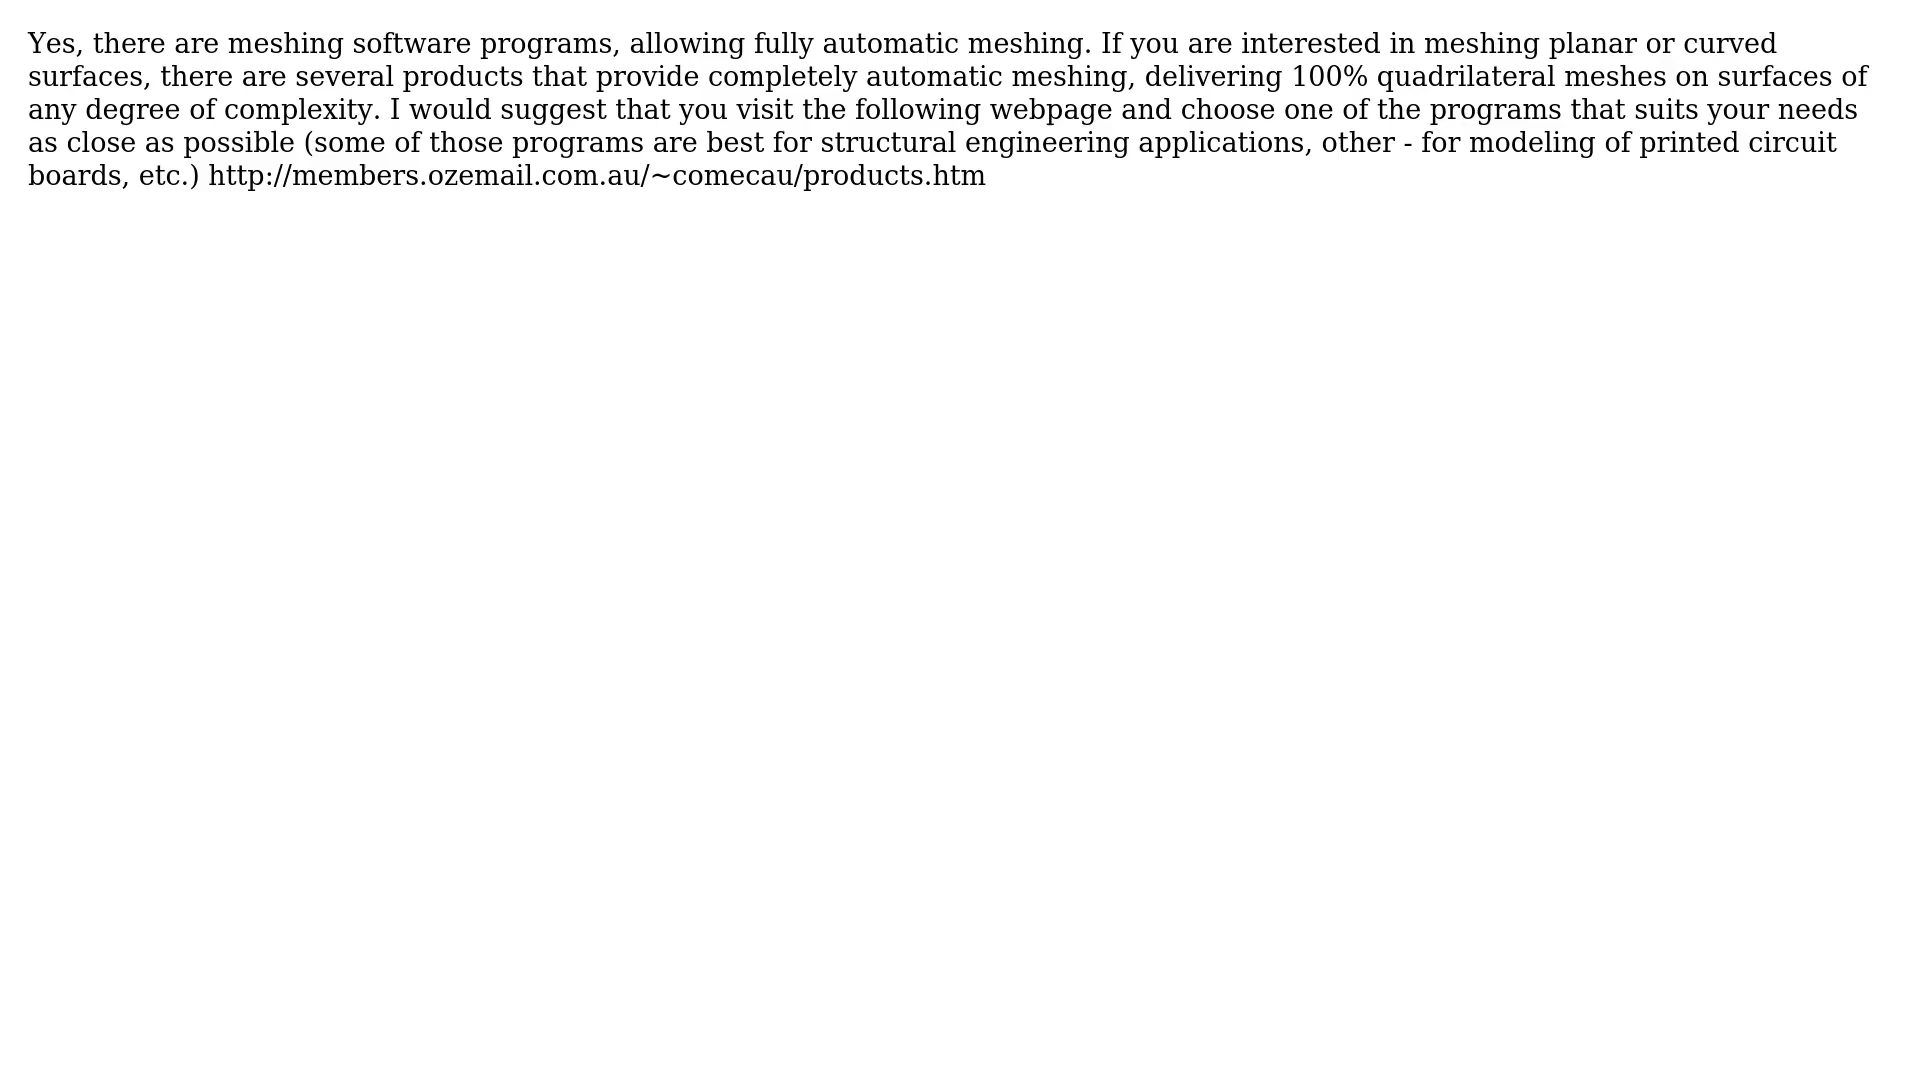 Yes, there are meshing software programs, allowing fully automatic meshing. If you are interested in meshing planar or curved
surfaces, there are several products that provide completely automatic meshing, delivering 100% quadrilateral meshes on surfaces of
any degree of complexity. I would suggest that you visit the following webpage and choose one of the programs that suits your needs
as close as possible (some of those programs are best for structural engineering applications, other - for modeling of printed circuit
boards, etc.) http://members.ozemail.com.au/~comecau/products.htm